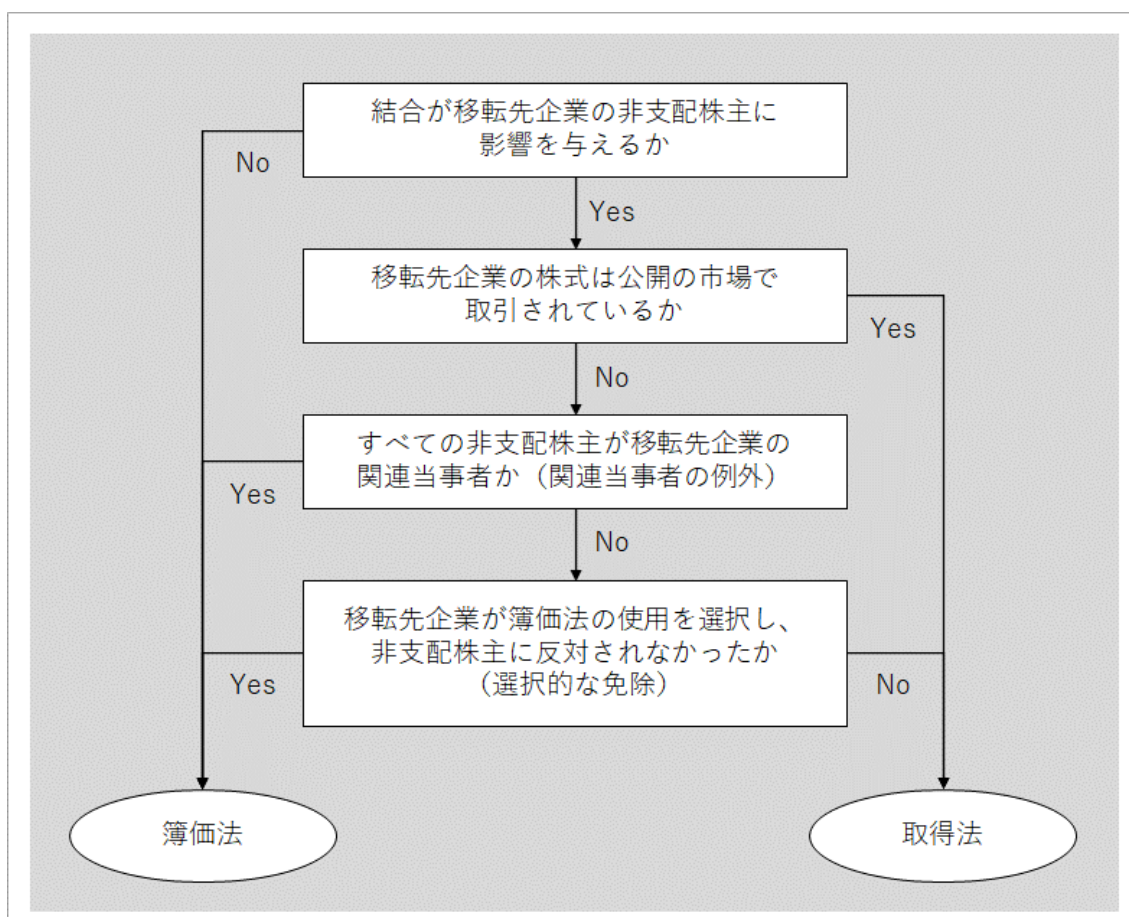 結合が移転先企業の非支配株主に
影響を与えるか
No
Yes
移転先企業の株式は公開の市場で
取引されているか
Yes
No
すべての非支配株主が移転先企業の
関連当事者か（関連当事者の例外）
Yes
No
移転先企業が簿価法の使用を選択し、
非支配株主に反対されなかったか
（選択的な免除）
Yes
No
簿価法
取得法